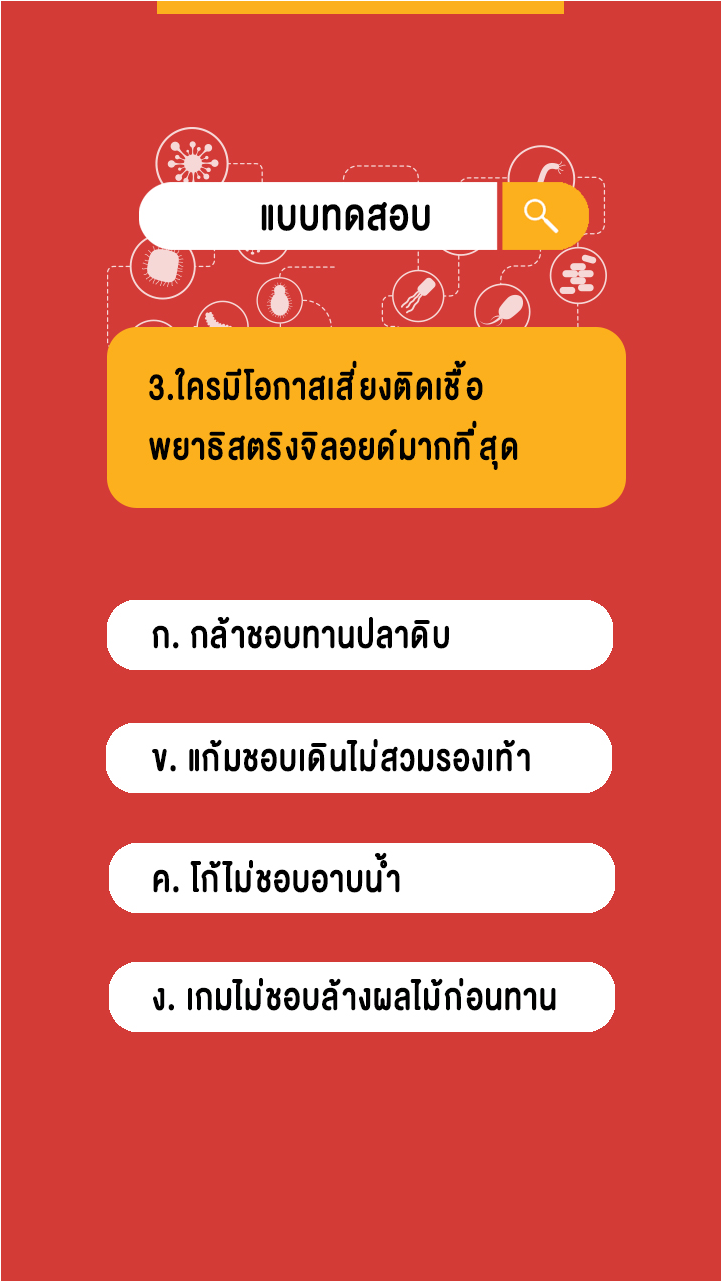 แบบทดสอบ
3.ใครมีโอกาสเสี่ยงติดเชื้อ
พยาธิสตริงจิลอยด์มากที่สุด
ก. กล้าชอบทานปลาดิบ
ข. แก้มชอบเดินไม่สวมรองเท้า
ค. โก้ไม่ชอบอาบน้ำ
ง. เกมไม่ชอบล้างผลไม้ก่อนทาน